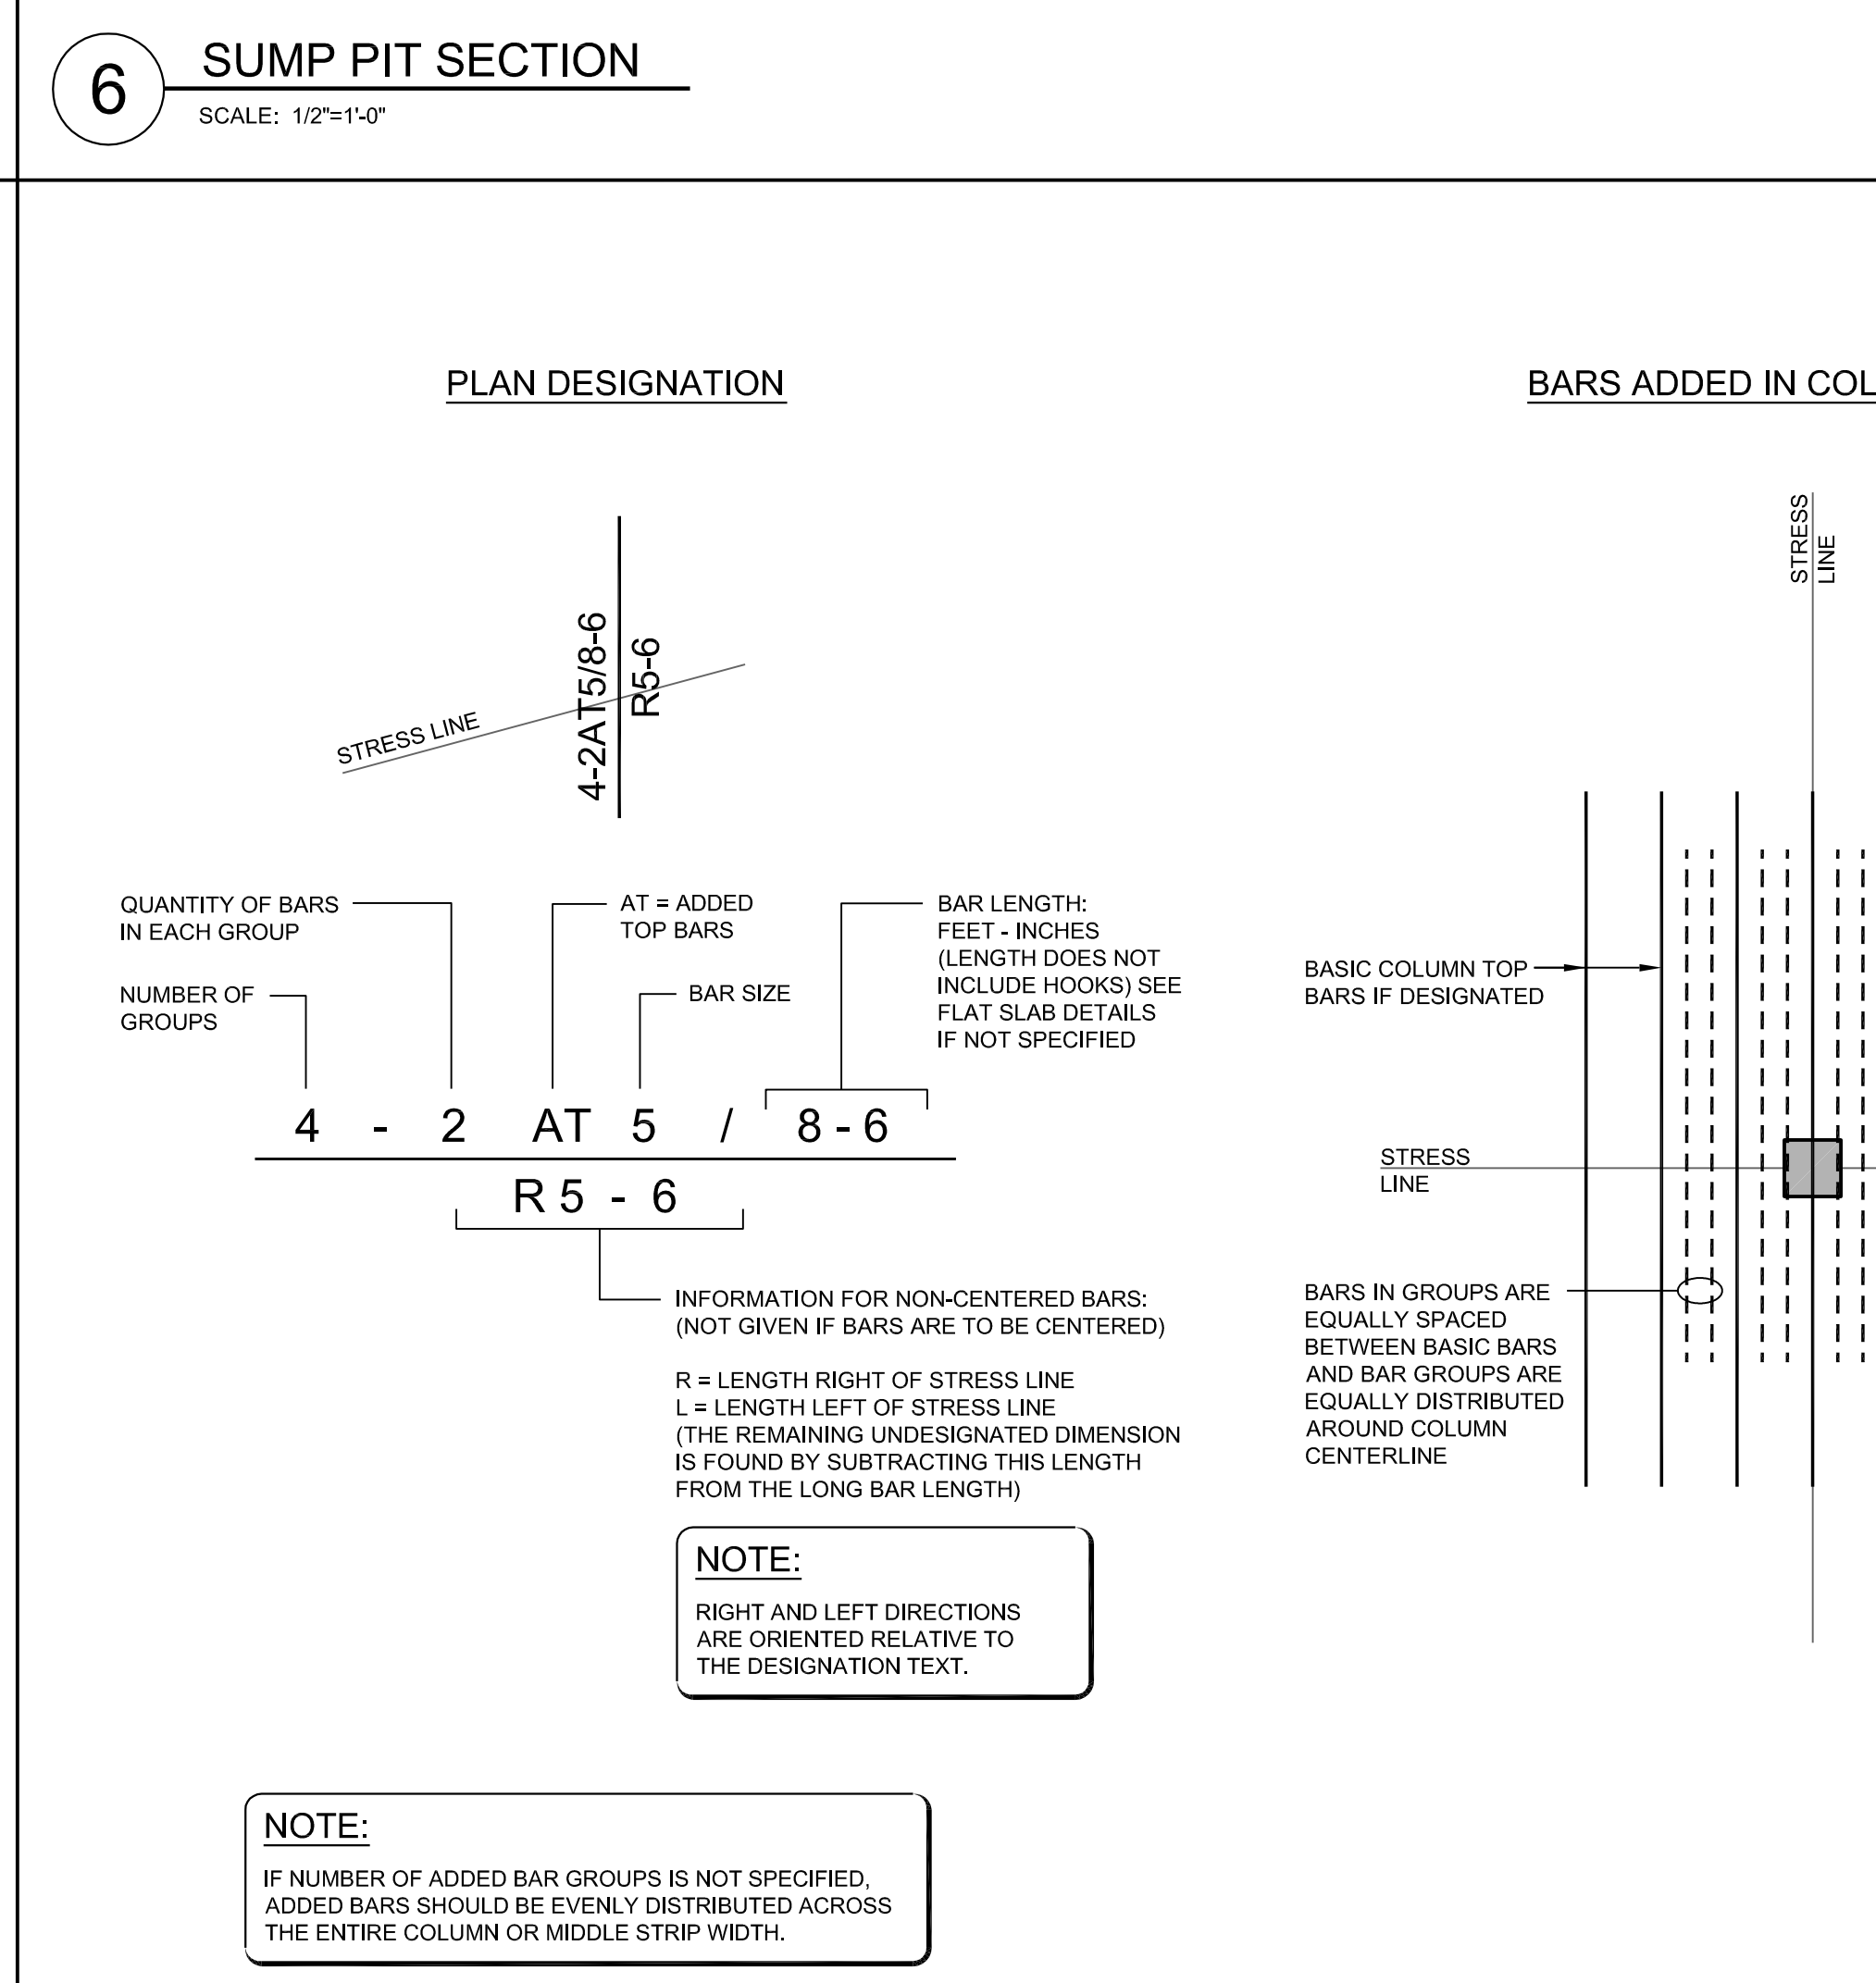 6
SUMP PIT SECTION
SCALE: 1/2"=1'-0"
PLAN DESIGNATION
STRESS LINE
4-2AT5/8-6
R5-6
QUANTITY OF BARS
IN EACH GROUP
NUMBER OF
GROUPS
AT = ADDED
TOP BARS
BAR SIZE
BAR LENGTH:
FEET - INCHES
(LENGTH DOES NOT
INCLUDE HOOKS) SEE
FLAT SLAB DETAILS
IF NOT SPECIFIED
4 - 2 AT 5 / 8 - 6
R 5 - 6
INFORMATION FOR NON-CENTERED BARS:
(NOT GIVEN IF BARS ARE TO BE CENTERED)
R = LENGTH RIGHT OF STRESS LINE
L = LENGTH LEFT OF STRESS LINE
(THE REMAINING UNDESIGNATED DIMENSION
IS FOUND BY SUBTRACTING THIS LENGTH
FROM THE LONG BAR LENGTH)
NOTE:
RIGHT AND LEFT DIRECTIONS
ARE ORIENTED RELATIVE TO
THE DESIGNATION TEXT.
NOTE:
IF NUMBER OF ADDED BAR GROUPS IS NOT SPECIFIED,
ADDED BARS SHOULD BE EVENLY DISTRIBUTED ACROSS
THE ENTIRE COLUMN OR MIDDLE STRIP WIDTH.
BARS ADDED IN COL
STRESS
LINE
BASIC COLUMN TOP
BARS IF DESIGNATED
STRESS
LINE
BARS IN GROUPS ARE
EQUALLY SPACED
BETWEEN BASIC BARS
AND BAR GROUPS ARE
EQUALLY DISTRIBUTED
AROUND COLUMN
CENTERLINE